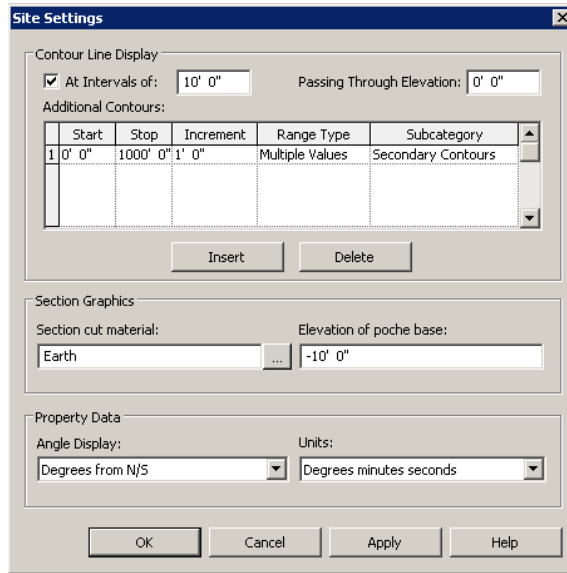 Site Settings
Contour Line Display
At Intervals of: 10' 0" Passing Through Elevation: 0' 0"
Additional Contours:
Start Stop Increment Range Type Subcategory
1 0' 0" 1000' 0" 1' 0" Multiple Values Secondary Contours
Insert Delete
Section Graphics
Section cut material: Elevation of poche base:
Earth ... -10' 0"
Property Data
Angle Display: Units:
Degrees from N/S Degrees minutes seconds
OK Cancel Apply Help